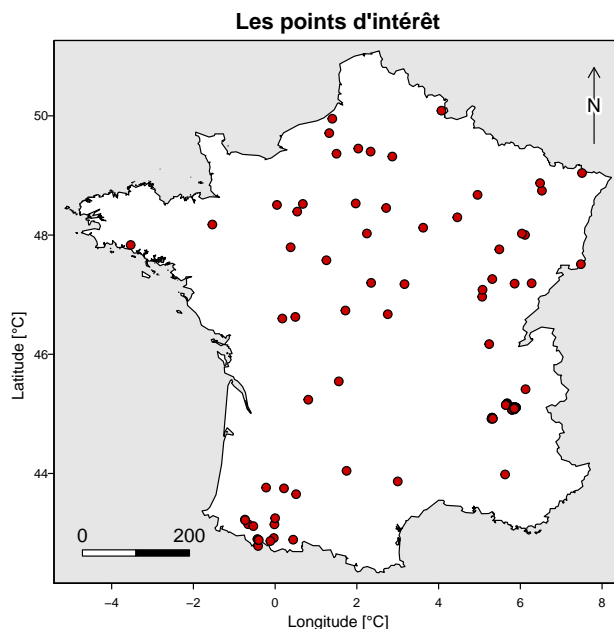 Les points d'intérêt
N
50
48
46
44
Latitude [°C]
0 200
−4 −2 0 2 4 6 8
Longitude [°C]